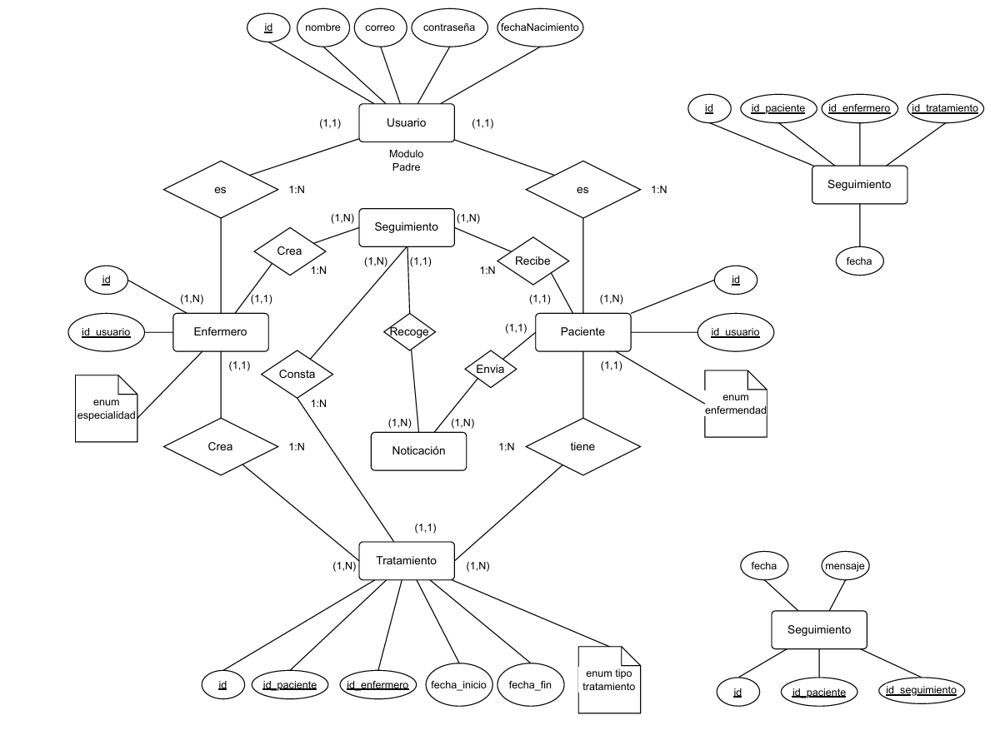 id
nombre
correo
contraseña
fechaNacimiento
(1,1)
Usuario
(1,1)
Modulo
Padre
id
id_paciente
id_enfermero
id_tratamiento
Seguimiento
fecha
es
1:N
es
1:N
(1,N)
Seguimiento
(1,N)
Crea
1:N
(1,N)
(1,1)
1:N
Recibe
id
(1,N)
(1,1)
(1,1)
(1,N)
id
id_usuario
Enfermero
Recoge
(1,1)
Paciente
id_usuario
(1,1)
Consta
Envia
(1,1)
enum
especialidad
1:N
enum
enfermendad
(1,N)
(1,N)
Crea
1:N
Noticación
1:N
tiene
(1,1)
(1,N)
Tratamiento
(1,N)
id
id_paciente
id_enfermero
fecha_inicio
fecha_fin
enum tipo
tratamiento
fecha
mensaje
Seguimiento
id
id_paciente
id_seguimiento